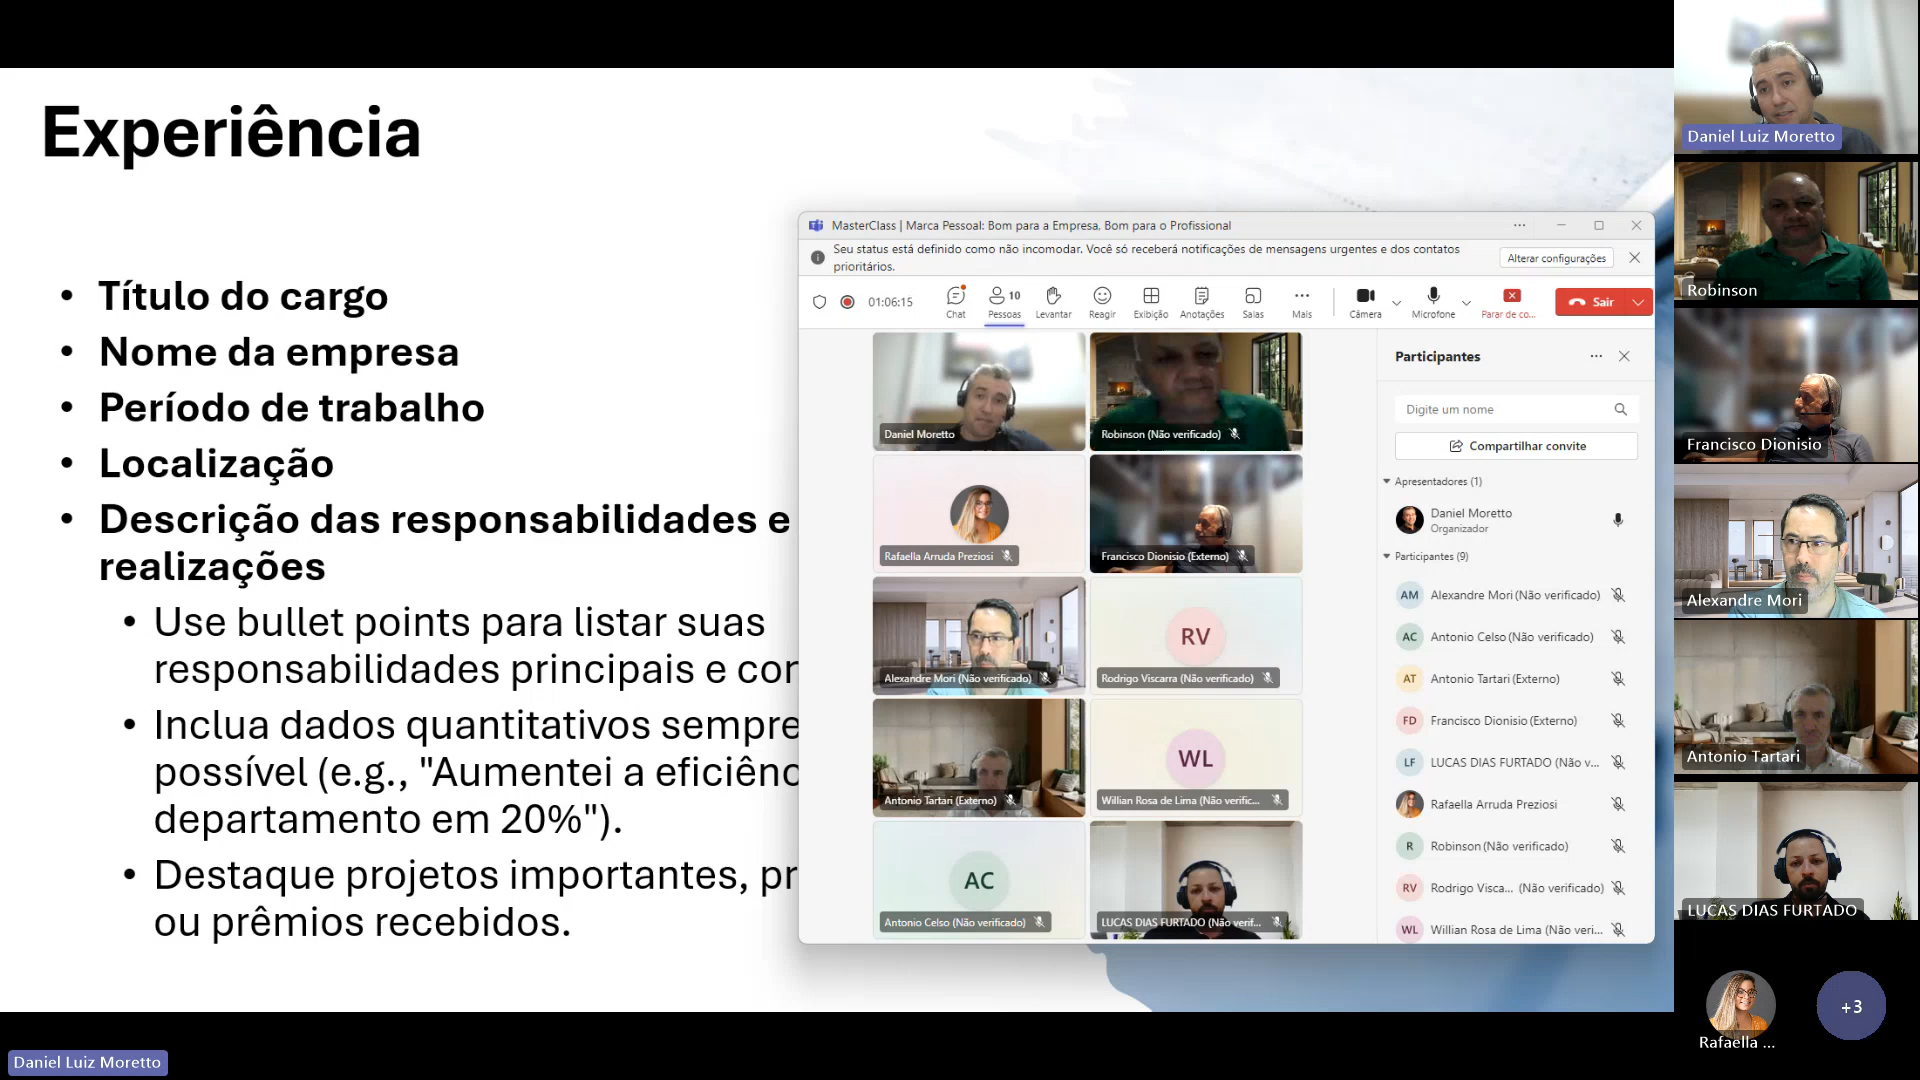 Experiência
• Título do cargo
• Nome da empresa
• Período de trabalho
• Localização
• Descrição das responsabilidades e
realizações
• Use bullet points para listar suas
responsabilidades principais e
• Inclua dados quantitativos sempre
possível (e.g., "Aumentei a
departamento em 20%").
• Destaque projetos importantes,
ou prêmios recebidos.
MasterClass | Marca Pessoal: Bom para a Empresa, Bom para o Profissional
Seu status está definido como não incomodar. Você só receberá notificações de mensagens urgentes e dos contatos
prioritários.
Alterar configurações
01:06:15
10
Chat
Pessoas
Levantar
Reagir
Exibição
Anotações
Salas
Mais
Câmera
Microfone
Parar de co...
Sair
Daniel Moretto
Robinson (Não verificado)
Rafaella Arruda Preziosi
Francisco Dionisio (Externo)
Alexandre Mori (Não verificado)
RV
Rodrigo Viscarra (Não verificado)
Antonio Tartari (Externo)
WL
Willian Rosa de Lima (Não verific...
AC
Antonio Celso (Não verificado)
LUCAS DIAS FURTADO (Não verif...
Participantes
Digite um nome
Compartilhar convite
Apresentadores (1)
Daniel Moretto
Organizador
Participantes (9)
AM Alexandre Mori (Não verificado)
AC Antonio Celso (Não verificado)
AT Antonio Tartari (Externo)
FD Francisco Dionisio (Externo)
LF LUCAS DIAS FURTADO (Não v...
Rafaella Arruda Preziosi
R Robinson (Não verificado)
RV Rodrigo Visca... (Não verificado)
WL Willian Rosa de Lima (Não veri...
Daniel Luiz Moretto
Robinson
Francisco Dionisio
Alexandre Mori
Antonio Tartari
LUCAS DIAS FURTADO
Rafaella ...
+3
Daniel Luiz Moretto